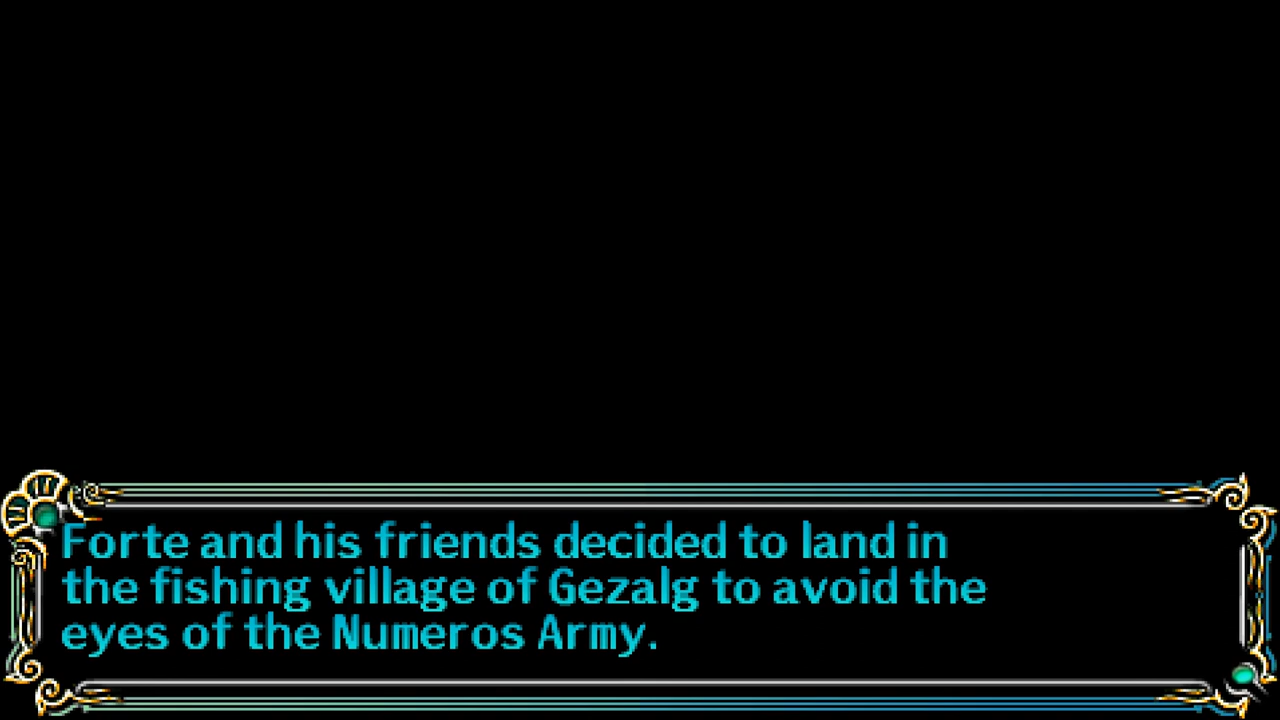 Forte and his friends decided to land in
the fishing village of Gezalg to avoid the
eyes of the Numeros Army.